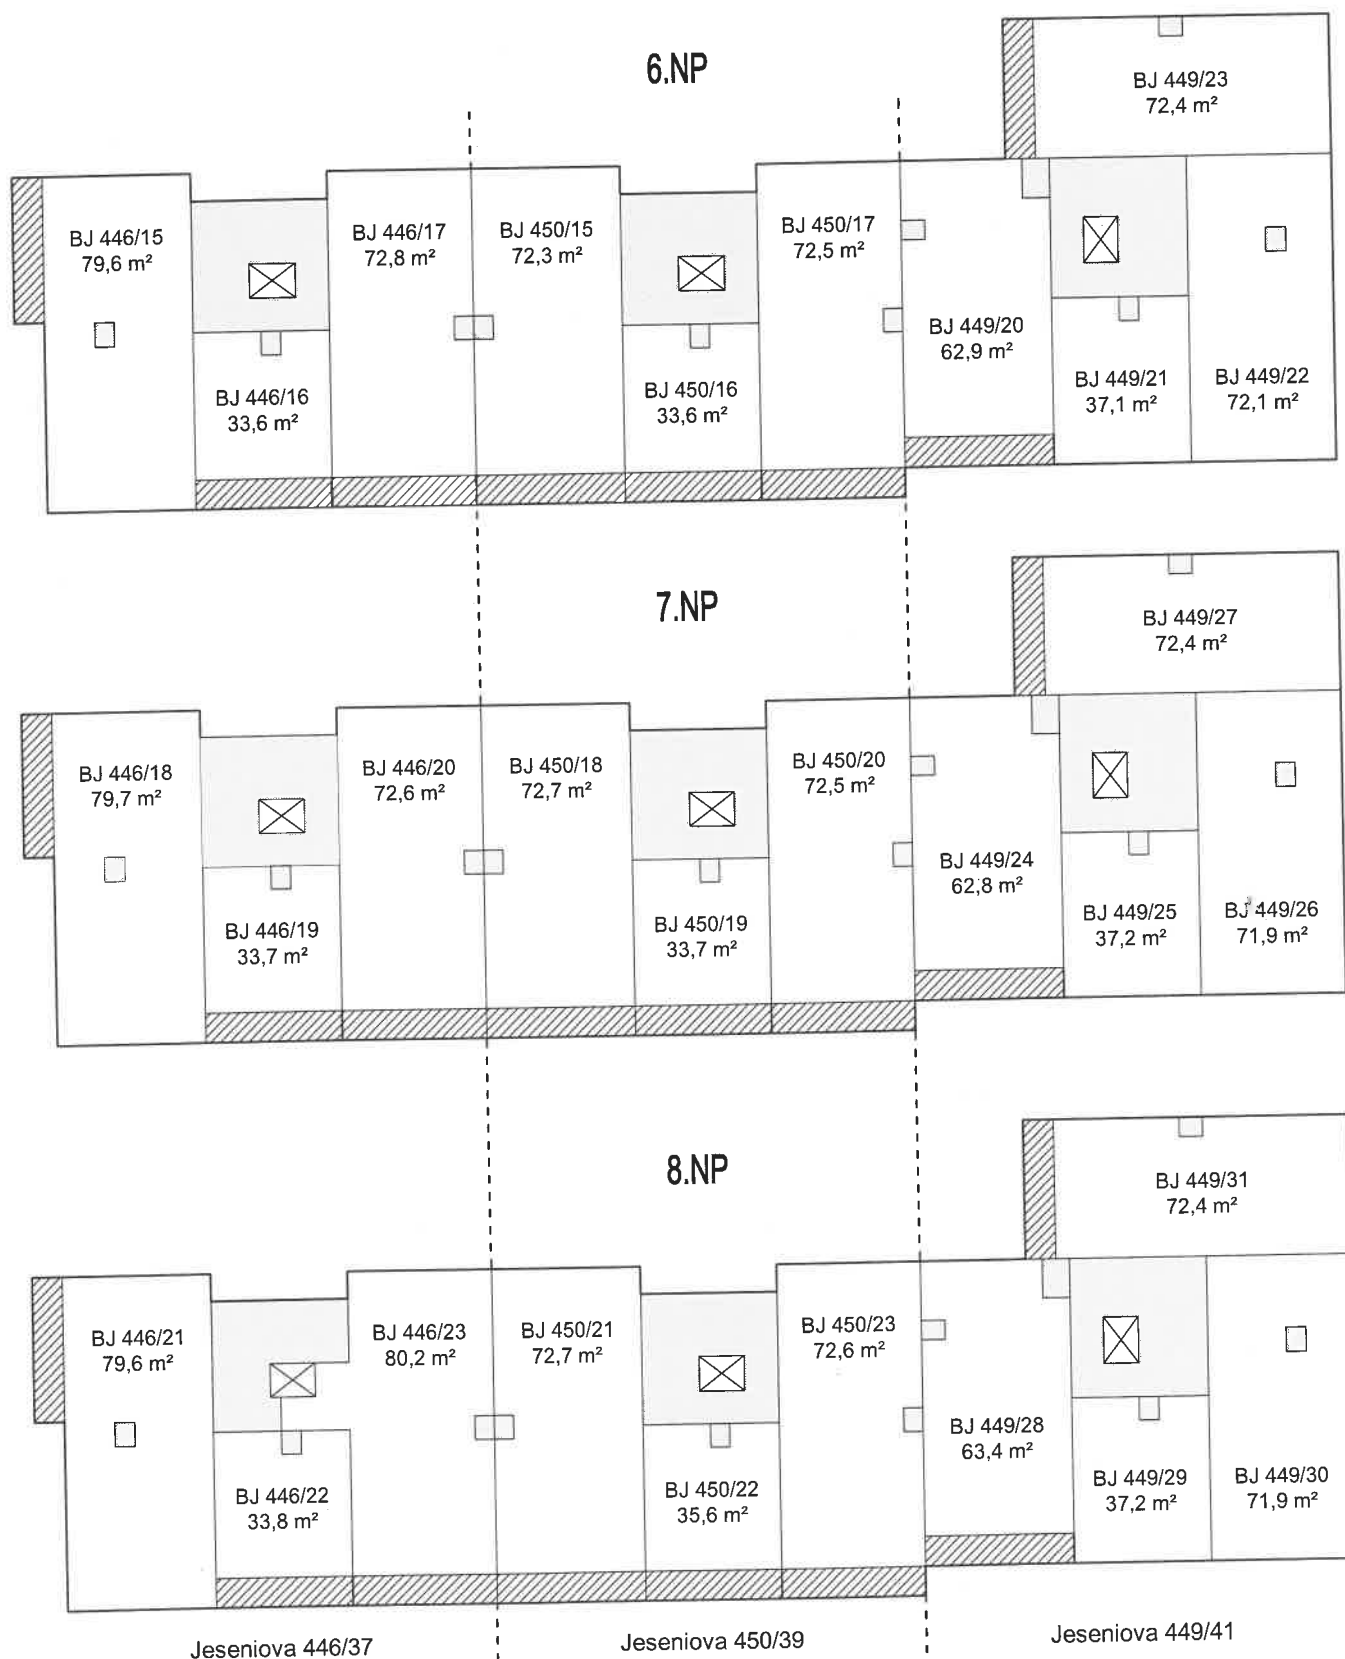 6.NP
BJ 449/23
72,4 m²
BJ 446/15
79,6 m²
BJ 446/17
72,8 m²
BJ 450/15
72,3 m²
BJ 450/17
72,5 m²
BJ 449/20
62,9 m²
BJ 446/16
33,6 m²
BJ 450/16
33,6 m²
BJ 449/21
37,1 m²
BJ 449/22
72,1 m²
7.NP
BJ 449/27
72,4 m²
BJ 446/18
79,7 m²
BJ 446/20
72,6 m²
BJ 450/18
72,7 m²
BJ 450/20
72,5 m²
BJ 449/24
62,8 m²
BJ 446/19
33,7 m²
BJ 450/19
33,7 m²
BJ 449/25
37,2 m²
BJ 449/26
71,9 m²
8.NP
BJ 449/31
72,4 m²
BJ 446/21
79,6 m²
BJ 446/23
80,2 m²
BJ 450/21
72,7 m²
BJ 450/23
72,6 m²
BJ 449/28
63,4 m²
BJ 446/22
33,8 m²
BJ 450/22
35,6 m²
BJ 449/29
37,2 m²
BJ 449/30
71,9 m²
Jeseniova 446/37
Jeseniova 450/39
Jeseniova 449/41